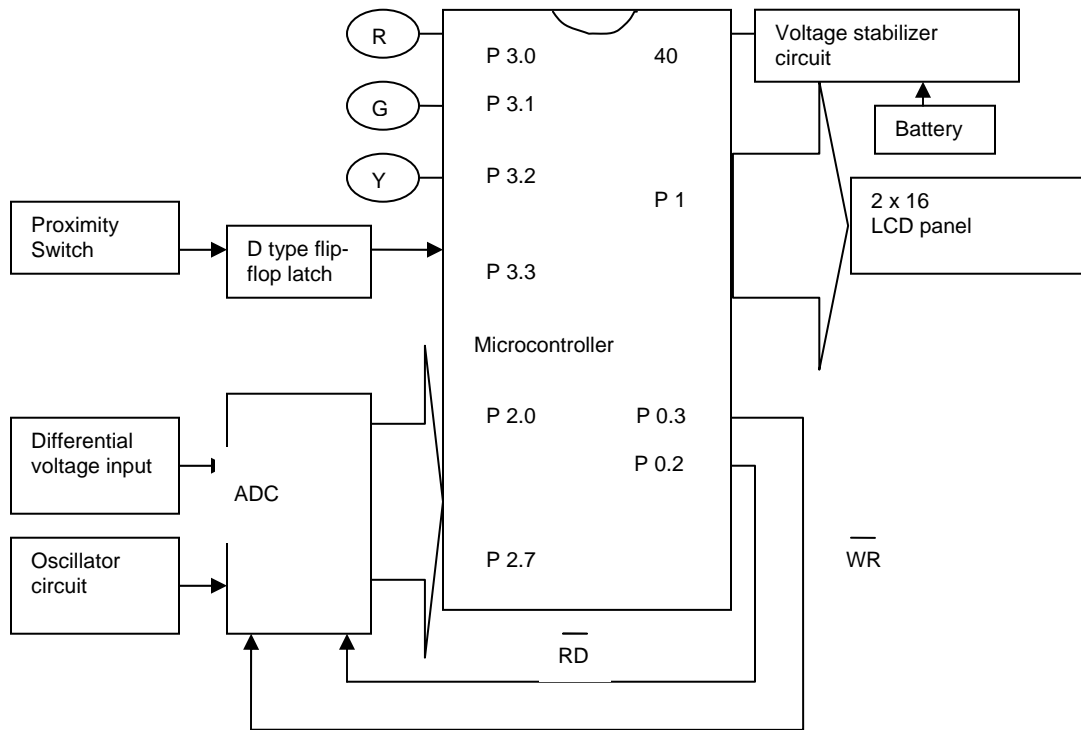 R
P 3.0
40
Voltage stabilizer
circuit
G
P 3.1
Battery
Y
P 3.2
P 1
2 x 16
LCD panel
Proximity
Switch
D type flip-
flop latch
P 3.3
Microcontroller
Differential
voltage input
ADC
P 2.0
P 0.3
P 0.2
Oscillator
circuit
P 2.7
WR
RD